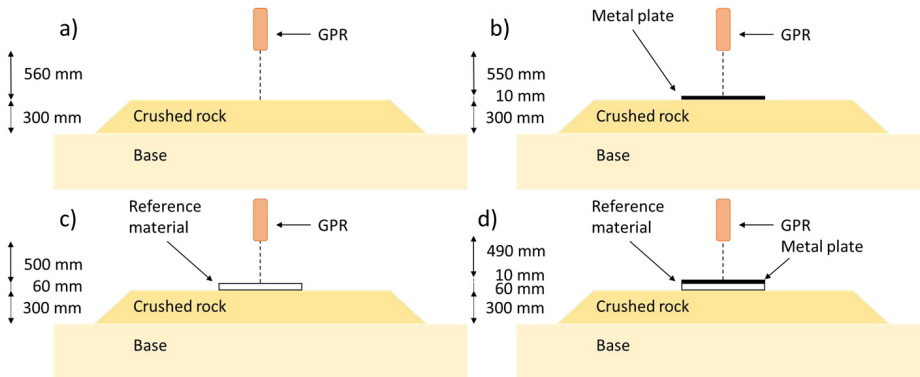 a)
GPR
560 mm
300 mm
Crushed rock
Base
b)
Metal plate
GPR
550 mm
10 mm
300 mm
Crushed rock
Base
c)
Reference
material
GPR
500 mm
60 mm
300 mm
Crushed rock
Base
d)
Reference
material
GPR
Metal plate
490 mm
10 mm
60 mm
300 mm
Crushed rock
Base